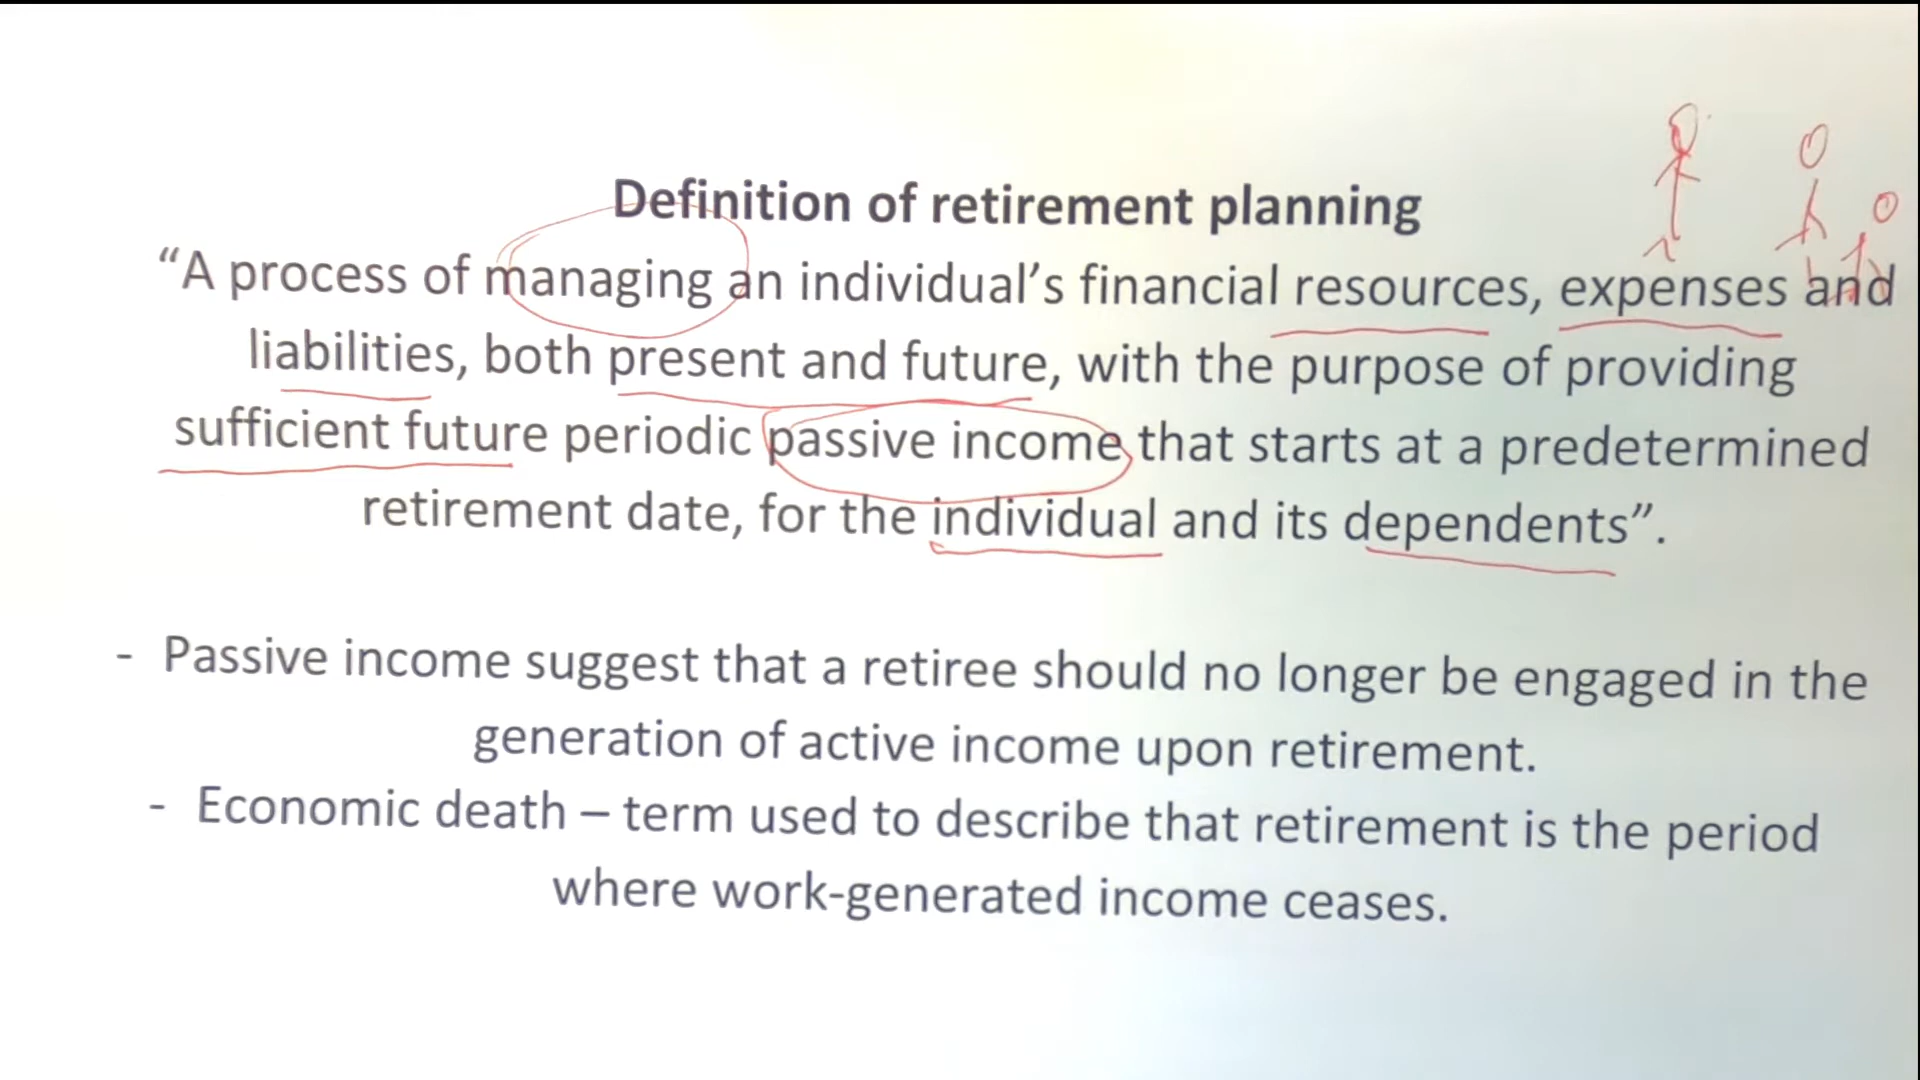 Definition of retirement planning
“A process of managing an individual’s financial resources, expenses and
liabilities, both present and future, with the purpose of providing
sufficient future periodic passive income that starts at a predetermined
retirement date, for the individual and its dependents”.
- Passive income suggest that a retiree should no longer be engaged in the
generation of active income upon retirement.
- Economic death – term used to describe that retirement is the period
where work-generated income ceases.